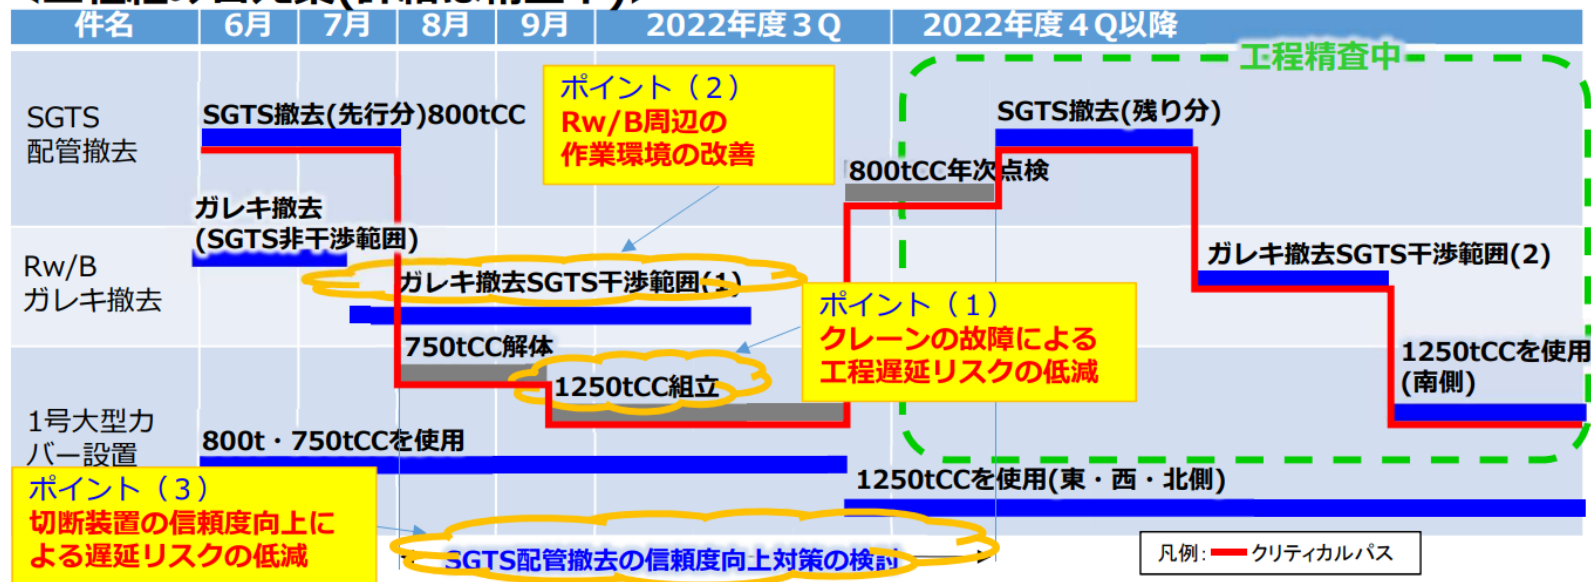 件名
6月
7月
8月
9月
2022年度3Q
2022年度4Q以降
工程精査中
SGTS
配管撤去
SGTS撤去(先行分)800tCC
ポイント（2）
Rw/B周辺の
作業環境の改善
SGTS撤去(残り分)
800tCC年次点検
ガレキ撤去
(SGTS非干渉範囲)
Rw/B
ガレキ撤去
ガレキ撤去SGTS干渉範囲(1)
ガレキ撤去SGTS干渉範囲(2)
ポイント（1）
クレーンの故障による
工程遅延リスクの低減
750tCC解体
1250tCC組立
1250tCCを使用
(南側)
1号大型カ
バー設置
800t・750tCCを使用
1250tCCを使用(東・西・北側)
ポイント（3）
切断装置の信頼度向上に
よる遅延リスクの低減
SGTS配管撤去の信頼度向上対策の検討
凡例: クリティカルパス